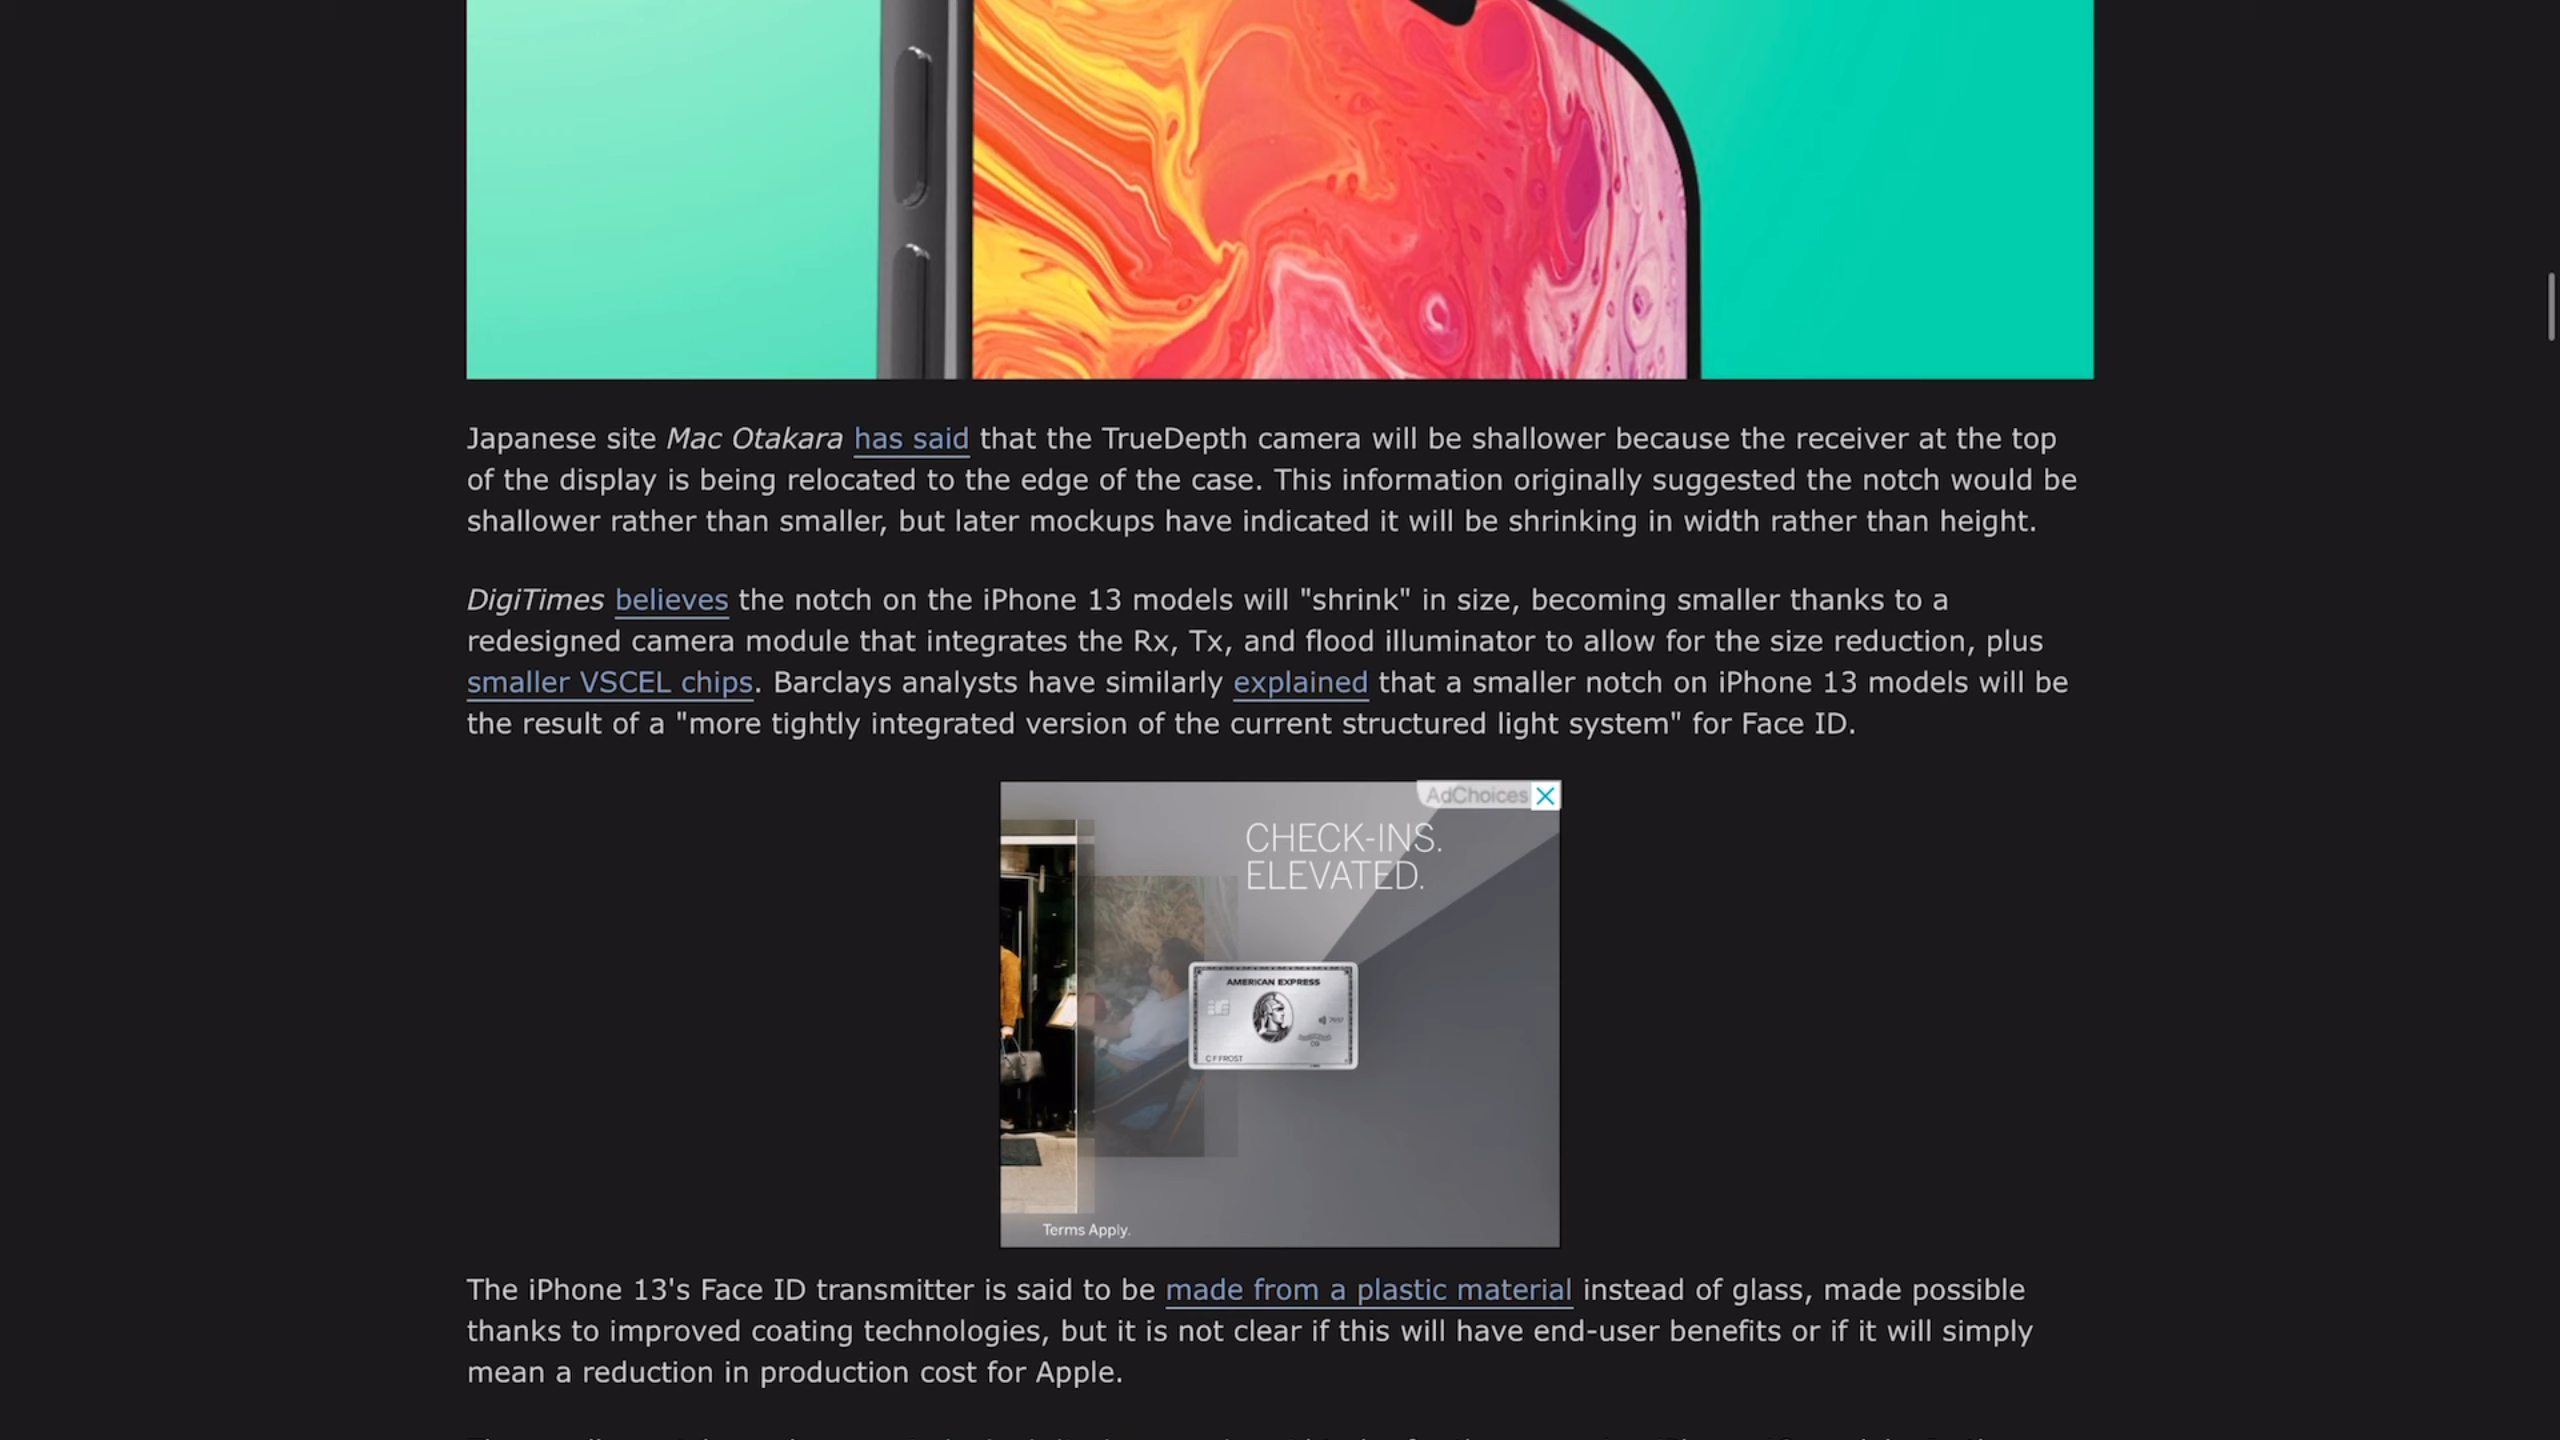 Japanese site Mac Otakara has said that the TrueDepth camera will be shallower because the receiver at the top
of the display is being relocated to the edge of the case. This information originally suggested the notch would be
shallower rather than smaller, but later mockups have indicated it will be shrinking in width rather than height.
DigiTimes believes the notch on the iPhone 13 models will "shrink" in size, becoming smaller thanks to a
redesigned camera module that integrates the Rx, Tx, and flood illuminator to allow for the size reduction, plus
smaller VSCEL chips. Barclays analysts have similarly explained that a smaller notch on iPhone 13 models will be
the result of a "more tightly integrated version of the current structured light system" for Face ID.
AdChoices
CHECK-INS.
ELEVATED.
AMERICAN EXPRESS
7997
09
C F FROST
Terms Apply.
The iPhone 13's Face ID transmitter is said to be made from a plastic material instead of glass, made possible
thanks to improved coating technologies, but it is not clear if this will have end-user benefits or if it will simply
mean a reduction in production cost for Apple.